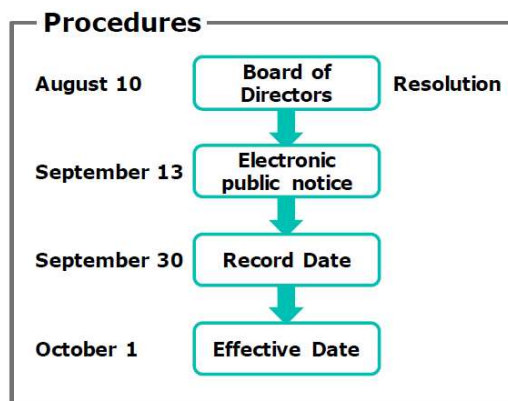 Procedures
August 10
Board of
Directors
Resolution
September 13
Electronic
public notice
September 30
Record Date
October 1
Effective Date